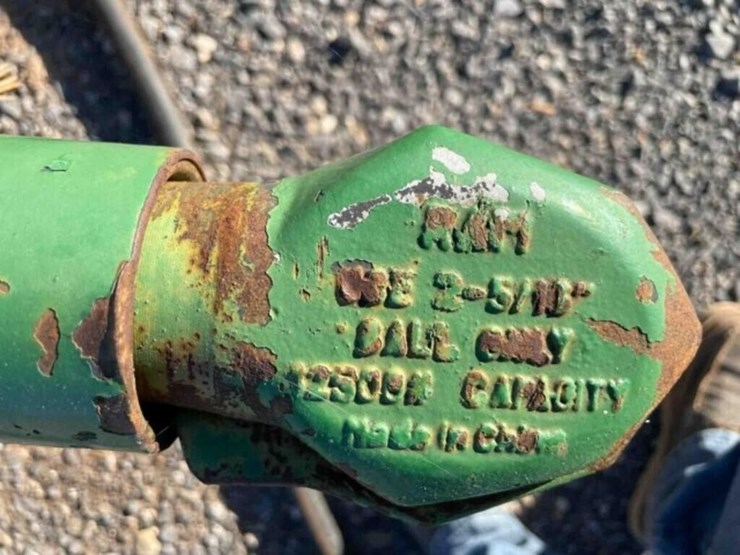 RAM
USE 2-5/16"
BALL ONLY
12500# CAPACITY
Made in China